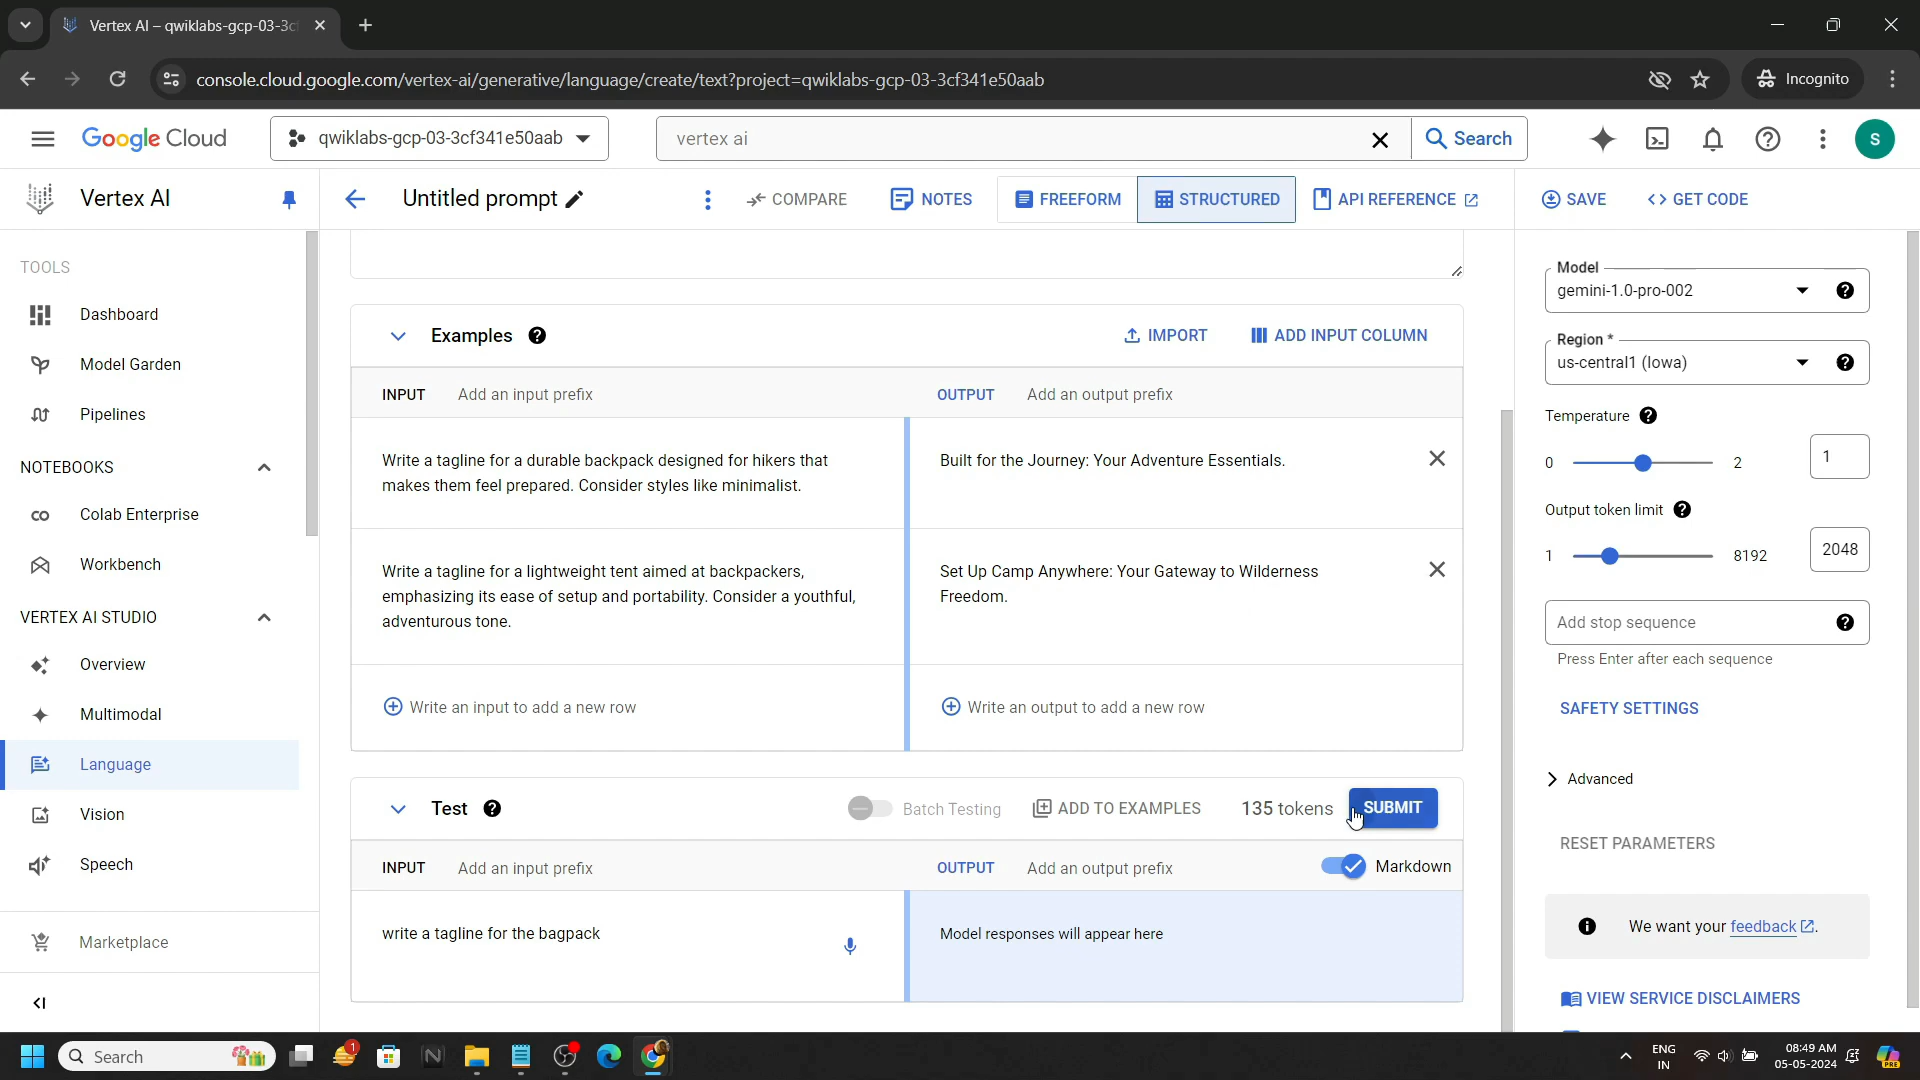 Vertex AI – qwiklabs-gcp-03-3cf
console.cloud.google.com/vertex-ai/generative/language/create/text?project=qwiklabs-gcp-03-3cf341e50aab
Incognito
Google Cloud
qwiklabs-gcp-03-3cf341e50aab
vertex ai
Search
S
Vertex AI
Untitled prompt
COMPARE
NOTES
FREEFORM
STRUCTURED
API REFERENCE
SAVE
<> GET CODE
TOOLS
Dashboard
Model Garden
Pipelines
NOTEBOOKS
Colab Enterprise
Workbench
VERTEX AI STUDIO
Overview
Multimodal
Language
Vision
Speech
Marketplace
Examples
IMPORT
ADD INPUT COLUMN
INPUT Add an input prefix
OUTPUT Add an output prefix
Write a tagline for a durable backpack designed for hikers that
makes them feel prepared. Consider styles like minimalist.
Built for the Journey: Your Adventure Essentials.
Write a tagline for a lightweight tent aimed at backpackers,
emphasizing its ease of setup and portability. Consider a youthful,
adventurous tone.
Set Up Camp Anywhere: Your Gateway to Wilderness
Freedom.
Write an input to add a new row
Write an output to add a new row
Test
Batch Testing
ADD TO EXAMPLES
135 tokens
SUBMIT
INPUT Add an input prefix
OUTPUT Add an output prefix
Markdown
write a tagline for the bagpack
Model responses will appear here
Model
gemini-1.0-pro-002
Region *
us-central1 (Iowa)
Temperature
0
2
1
Output token limit
1
8192
2048
Add stop sequence
Press Enter after each sequence
SAFETY SETTINGS
Advanced
RESET PARAMETERS
We want your feedback.
VIEW SERVICE DISCLAIMERS
Search
1
ENG
IN
08:49 AM
05-05-2024
PRE